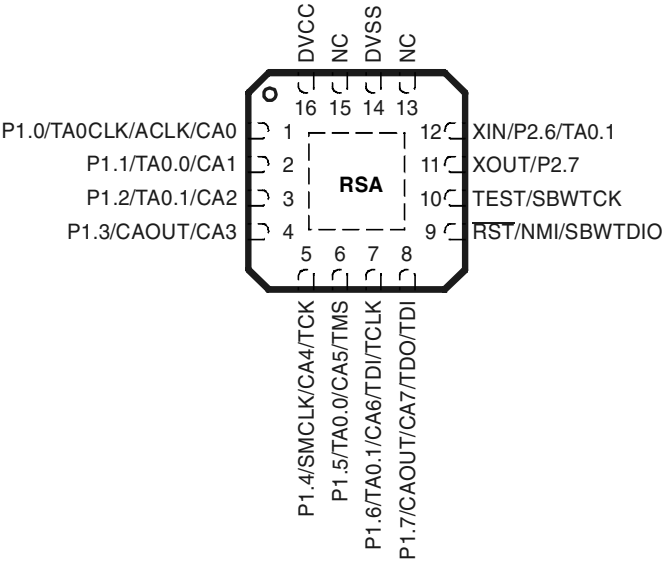 DVCC
NC
DVSS
NC
16 15 14 13
P1.0/TA0CLK/ACLK/CA0 1
P1.1/TA0.0/CA1 2
P1.2/TA0.1/CA2 3
P1.3/CAOUT/CA3 4
RSA
12 XIN/P2.6/TA0.1
11 XOUT/P2.7
10 TEST/SBWTCK
9 R̅S̅T̅/NMI/SBWTDIO
5 6 7 8
P1.4/SMCLK/CA4/TCK
P1.5/TA0.0/CA5/TMS
P1.6/TA0.1/CA6/TDI/TCLK
P1.7/CAOUT/CA7/TDO/TDI